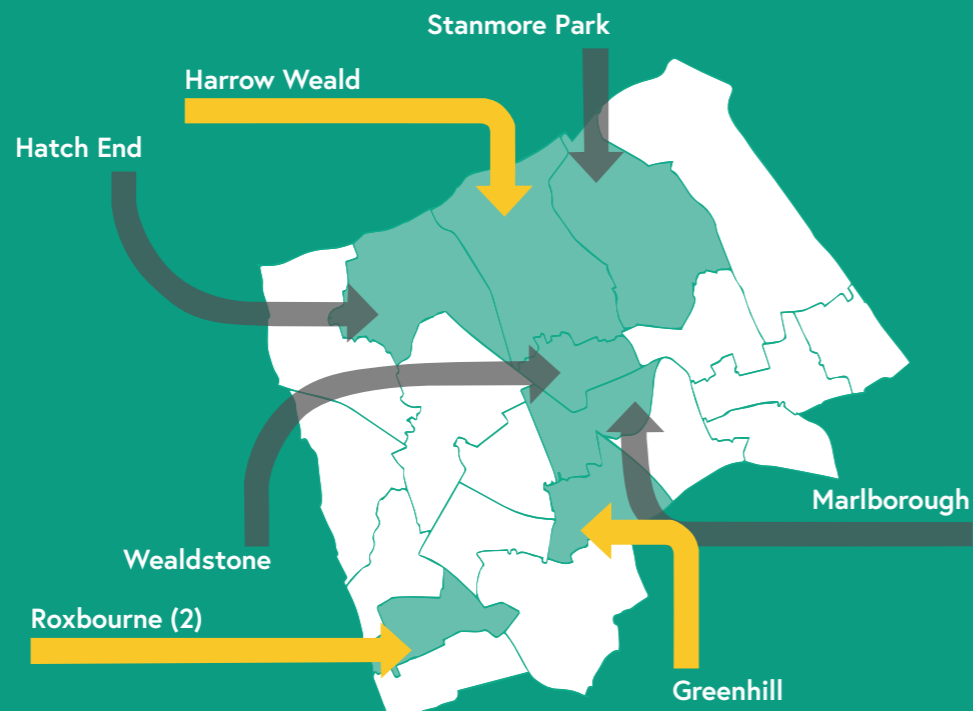 Stanmore Park
Harrow Weald
Hatch End
Marlborough
Wealdstone
Roxbourne (2)
Greenhill